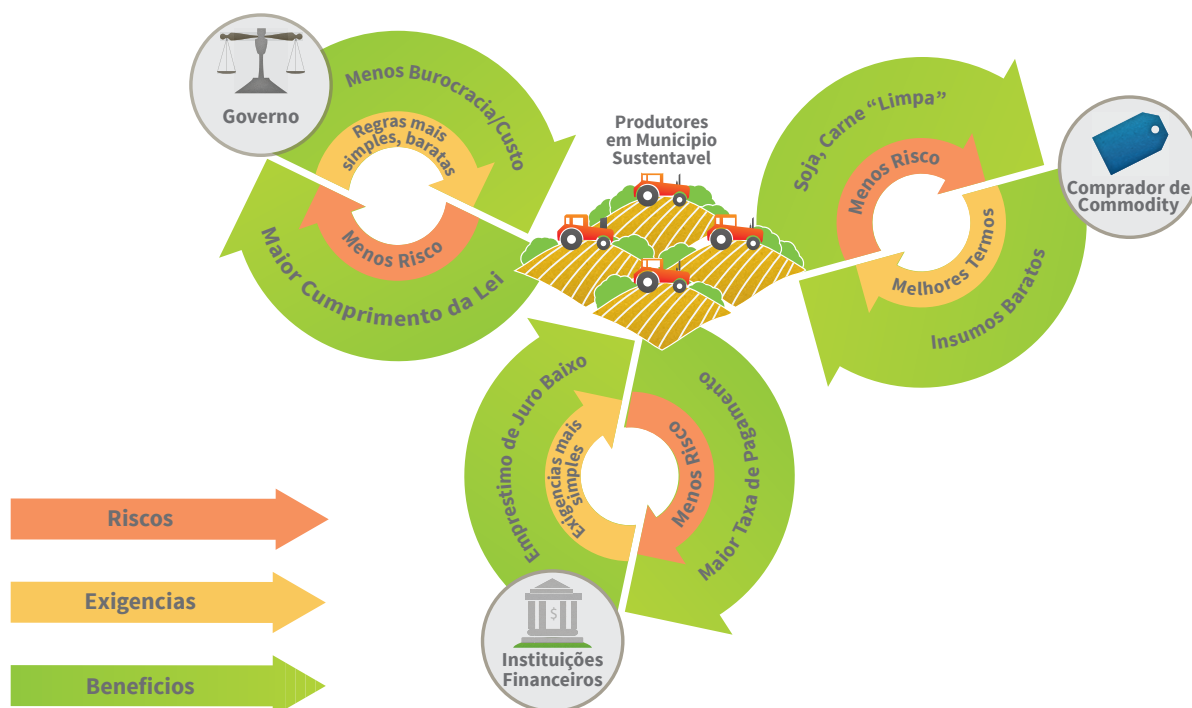 Governo
Menos Burocracia/Custo
Regras mais
simples, baratas
Menos Risco
Maior Cumprimento da Lei
Produtores
em Municipio
Sustentavel
Soja, Carne “Limpa”
Menos Risco
Melhores Termos
Insumos Baratos
Comprador de
Commodity
Emprestimo de Juro Baixo
Exigencias mais
simples
Menos Risco
Maior Taxa de Pagamento
$
Instituições
Financeiros
Riscos
Exigencias
Beneficios